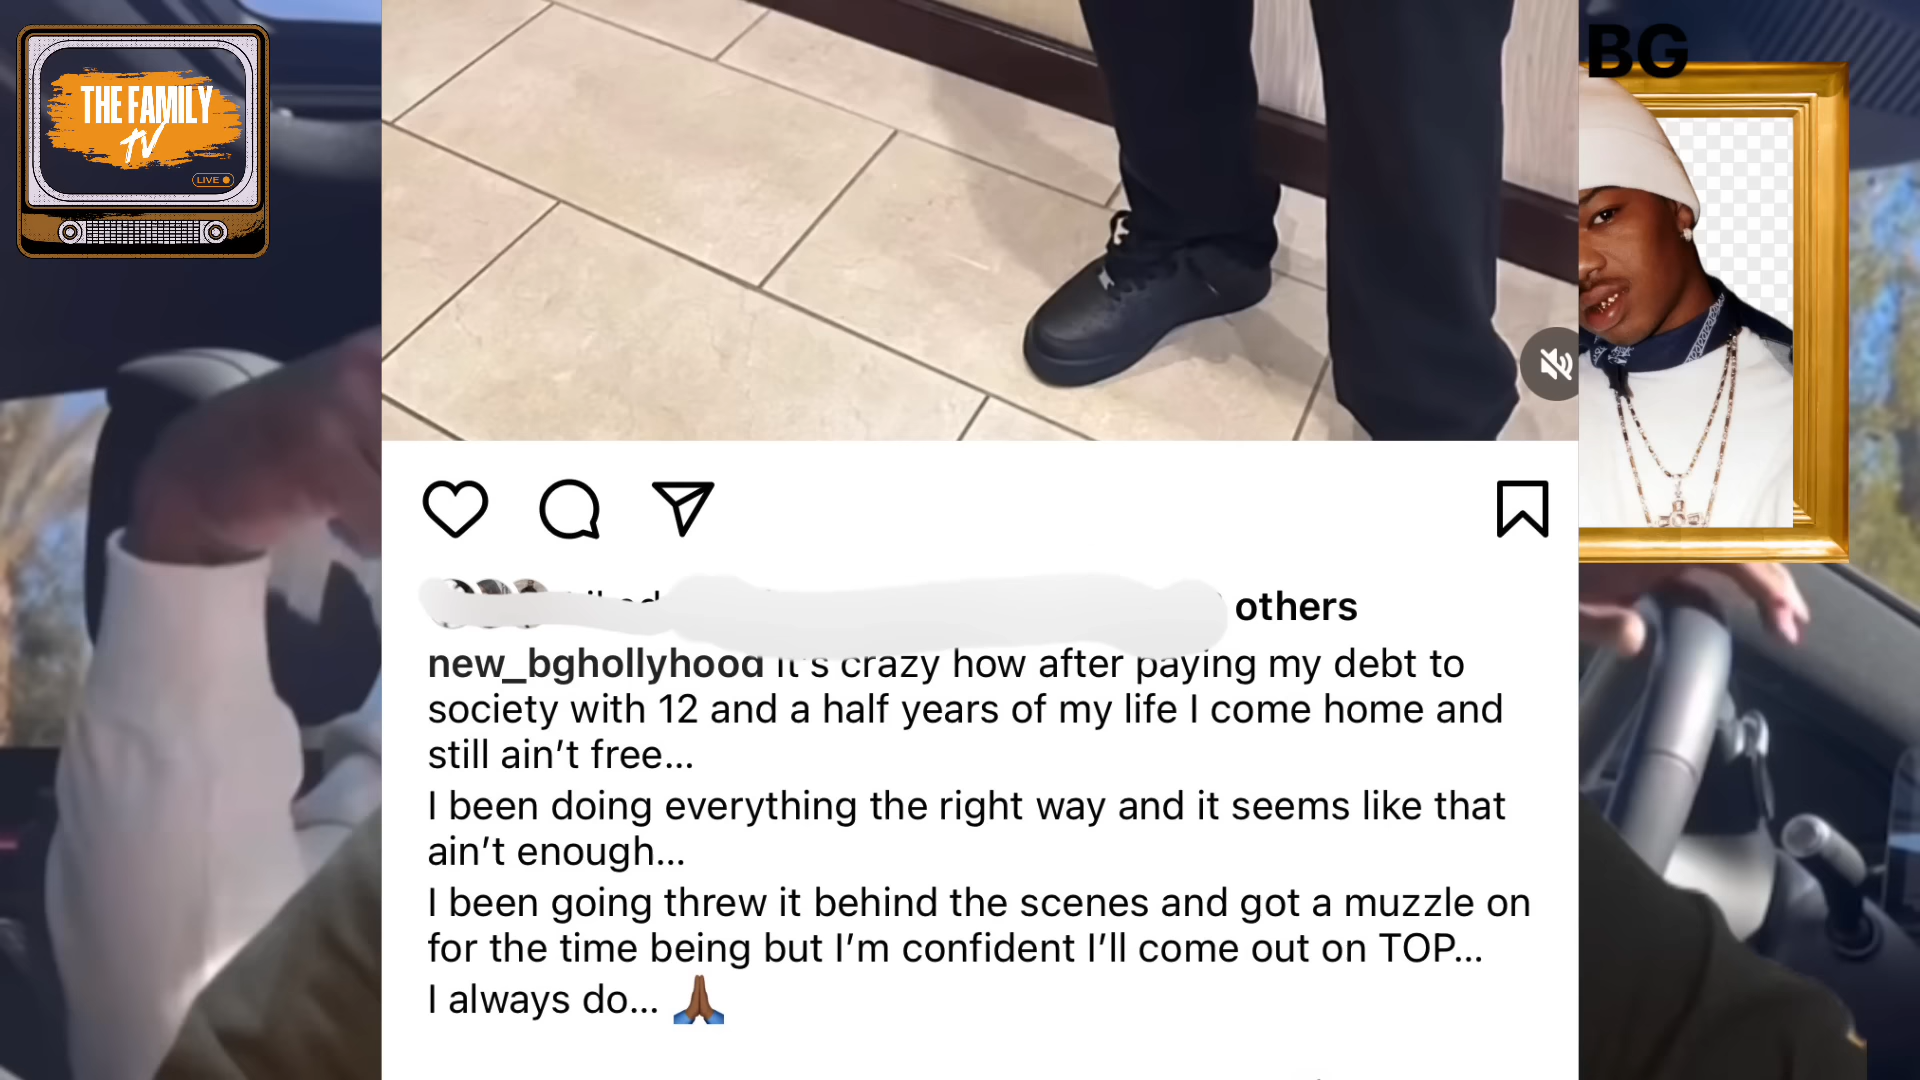 THE FAMILY
TV
LIVE
BG
others
new_bghollyhood It's crazy how after paying my debt to
society with 12 and a half years of my life I come home and
still ain't free...
I been doing everything the right way and it seems like that
ain't enough...
I been going threw it behind the scenes and got a muzzle on
for the time being but I'm confident I'll come out on TOP...
I always do... 🙏🏾